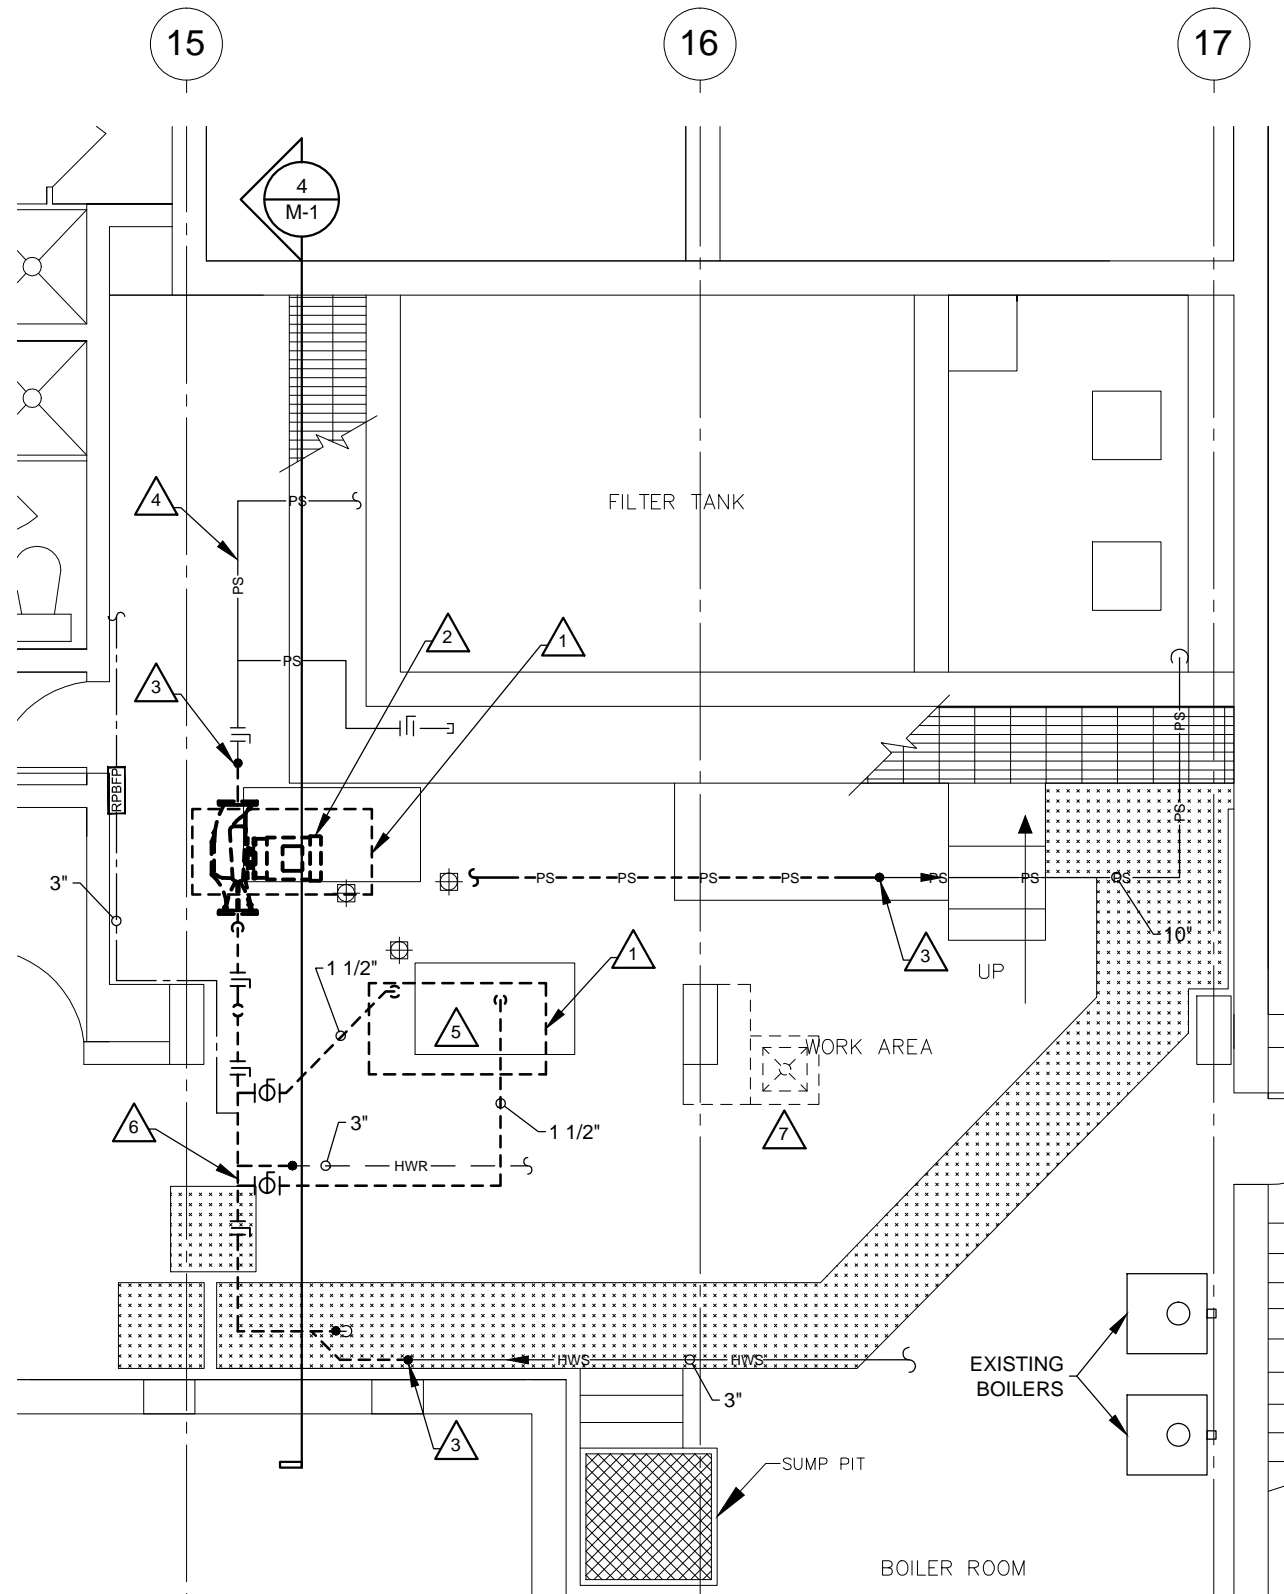 15
16
17
4
M-1
4
PS
FILTER TANK
PS
2
1
PS
3
PS
PS
RPBFP
3"
PS
PS
PS
PS
PS
PS
PS
PS
10"
3
UP
1
1 1/2"
5
WORK AREA
7
6
3"
1 1/2"
HWR
HWS
HWS
3"
EXISTING
BOILERS
3
SUMP PIT
BOILER ROOM